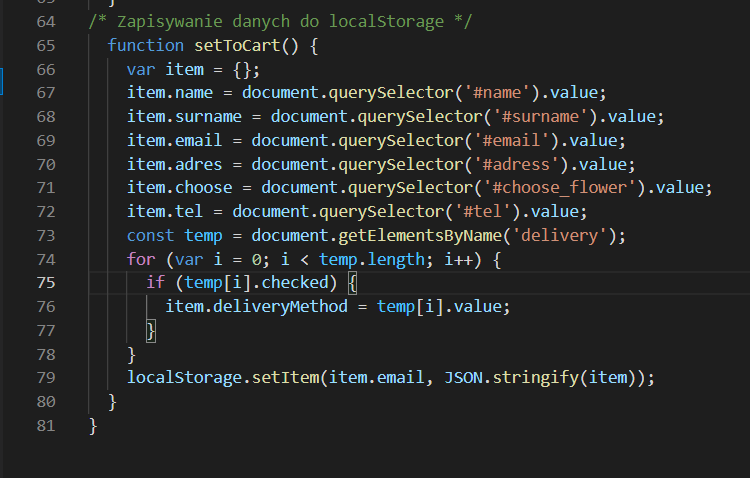 63 }
64 /* Zapisywanie danych do localStorage */
65 function setToCart() {
66 var item = {};
67 item.name = document.querySelector('#name').value;
68 item.surname = document.querySelector('#surname').value;
69 item.email = document.querySelector('#email').value;
70 item.adres = document.querySelector('#adress').value;
71 item.choose = document.querySelector('#choose_flower').value;
72 item.tel = document.querySelector('#tel').value;
73 const temp = document.getElementsByName('delivery');
74 for (var i = 0; i < temp.length; i++) {
75 if (temp[i].checked) {
76 item.deliveryMethod = temp[i].value;
77 }
78 }
79 localStorage.setItem(item.email, JSON.stringify(item));
80 }
81 }